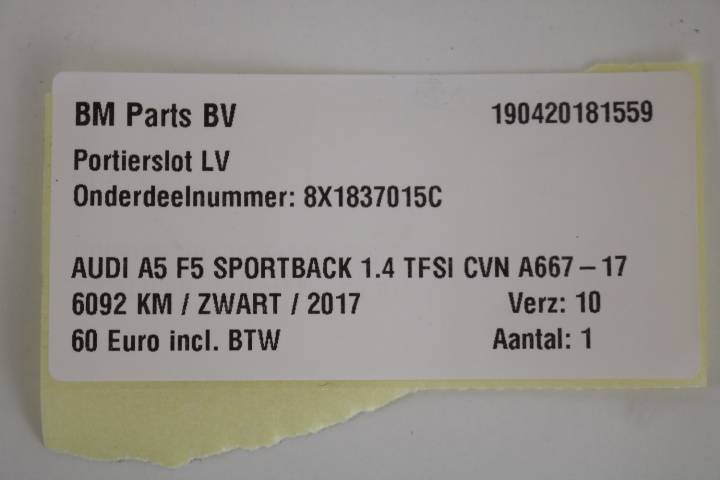 BM Parts BV 190420181559
Portierslot LV
Onderdeelnummer: 8X1837015C
AUDI A5 F5 SPORTBACK 1.4 TFSI CVN A667 – 17
6092 KM / ZWART / 2017 Verz: 10
60 Euro incl. BTW Aantal: 1